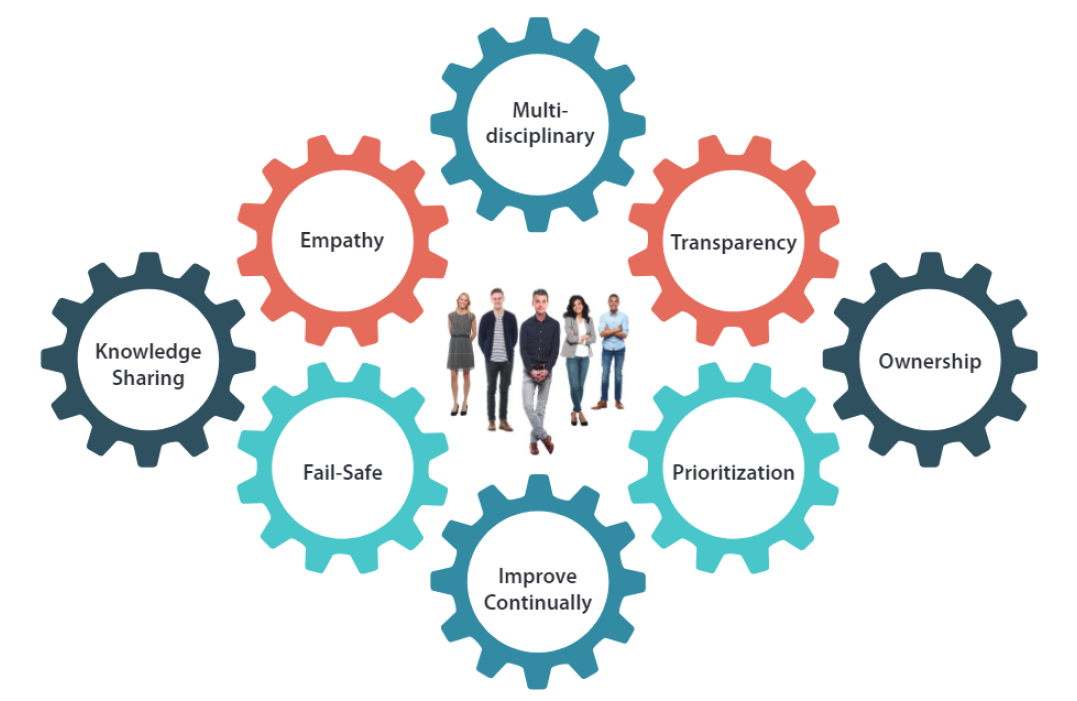 Multi-
disciplinary
Empathy
Transparency
Knowledge
Sharing
Ownership
Fail-Safe
Prioritization
Improve
Continually